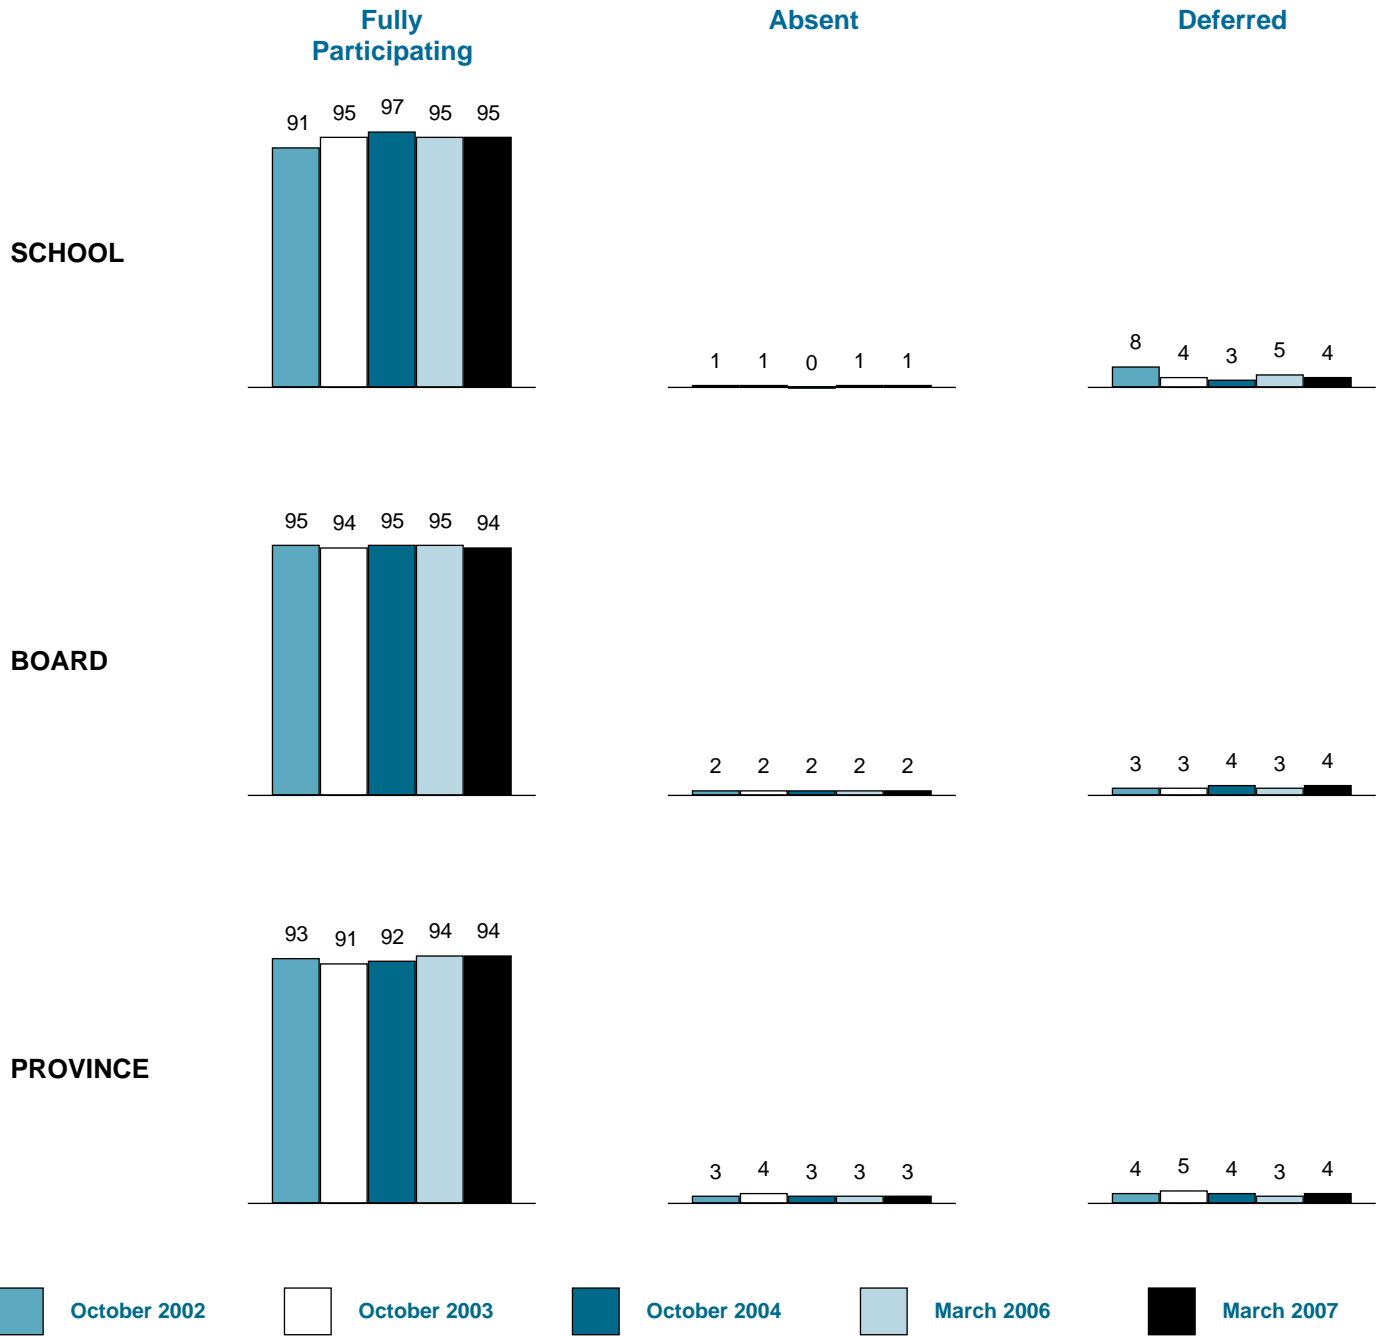 Fully
Participating
Absent
Deferred
SCHOOL
91 95 97 95 95
1 1 0 1 1
8 4 3 5 4
BOARD
95 94 95 95 94
2 2 2 2 2
3 3 4 3 4
PROVINCE
93 91 92 94 94
3 4 3 3 3
4 5 4 3 4
October 2002
October 2003
October 2004
March 2006
March 2007